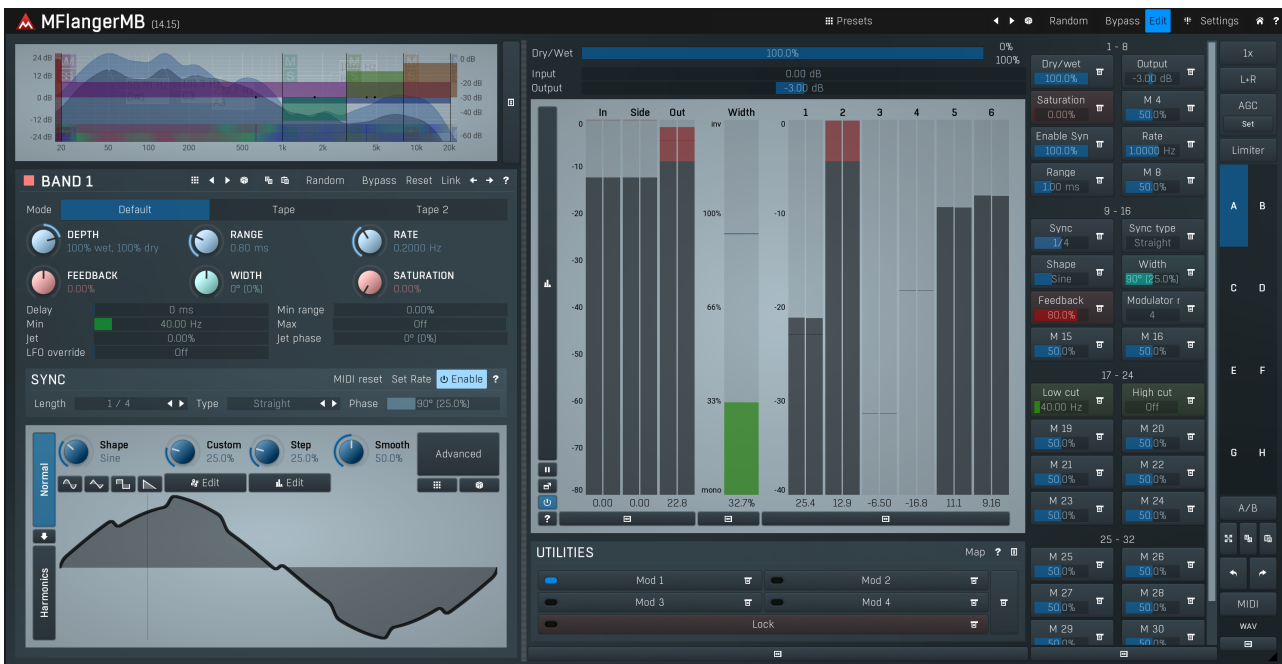 MFlangerMB (14.15)
Presets Random Bypass Edit Settings ?
24 dB 0 dB
12 dB -20 dB
0 dB -30 dB
-12 dB -40 dB
-24 dB -60 dB
20 50 100 200 500 1k 2k 5k 10k 20k
BAND 1 Random Bypass Reset Link ?
Mode Default Tape Tape 2
DEPTH RANGE RATE
100% wet, 100% dry 0.80 ms 0.2000 Hz
FEEDBACK WIDTH SATURATION
0.00% 0° (0%) 0.00%
Delay 0 ms Min range 0.00%
Min 40.00 Hz Max Off
Jet 0.00% Jet phase 0° (0%)
LFO override Off
SYNC MIDI reset Set Rate Enable ?
Length 1 / 4 Type Straight Phase 90° (25.0%)
Normal
Harmonics
Shape Custom Step Smooth Advanced
Sine 25.0% 25.0% 50.0%
Edit Edit
Dry/Wet 100.0% 0%
100%
Input 0.00 dB
Output -3.00 dB
In Side Out Width 1 2 3 4 5 6
0 inv 0
-10
-20 100% -10
-30
-40 66% -20
-50
-60 33% -30
-70
-80 mono -40
0.00 0.00 22.8 32.7% 25.4 12.9 -6.50 -16.8 11.1 9.16
?
UTILITIES Map ?
Mod 1 Mod 2
Mod 3 Mod 4
Lock
1 - 8
Dry/wet Output
100.0% -3.00 dB
Saturation M 4
0.00% 50.0%
Enable Syn Rate
100.0% 1.0000 Hz
Range M 8
1.00 ms 50.0%
9 - 16
Sync Sync type
1/4 Straight
Shape Width
Sine 90° (25.0%)
Feedback Modulator r
80.0% 4
M 15 M 16
50.0% 50.0%
17 - 24
Low cut High cut
40.00 Hz Off
M 19 M 20
50.0% 50.0%
M 21 M 22
50.0% 50.0%
M 23 M 24
50.0% 50.0%
25 - 32
M 25 M 26
50.0% 50.0%
M 27 M 28
50.0% 50.0%
M 29 M 30
50.0% 50.0%
1x
L+R
AGC
Set
Limiter
A B
C D
E F
G H
A/B
MIDI
WAV